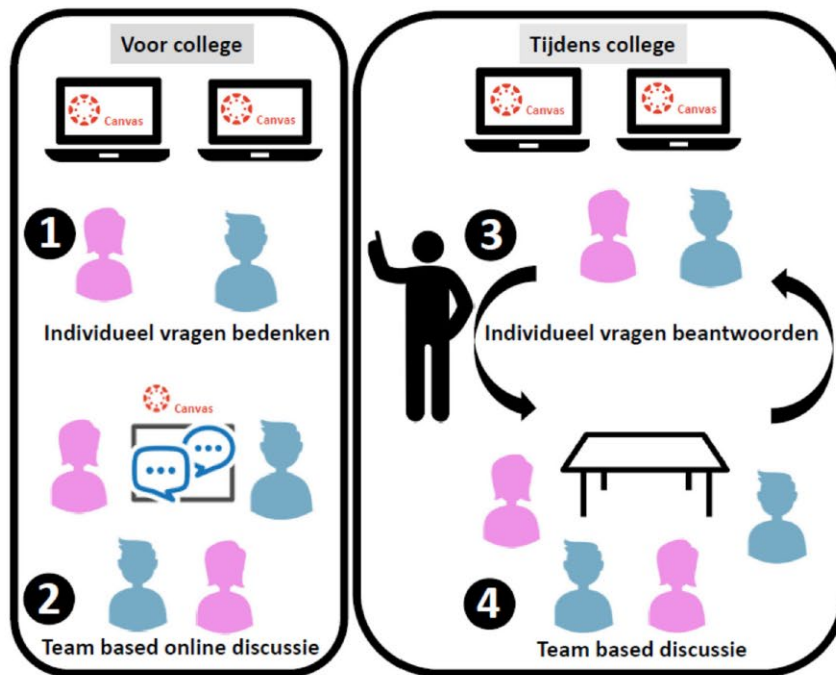 Voor college
Canvas
Canvas
1
Individueel vragen bedenken
Canvas
2
Team based online discussie
Tijdens college
Canvas
Canvas
3
Individueel vragen beantwoorden
4
Team based discussie